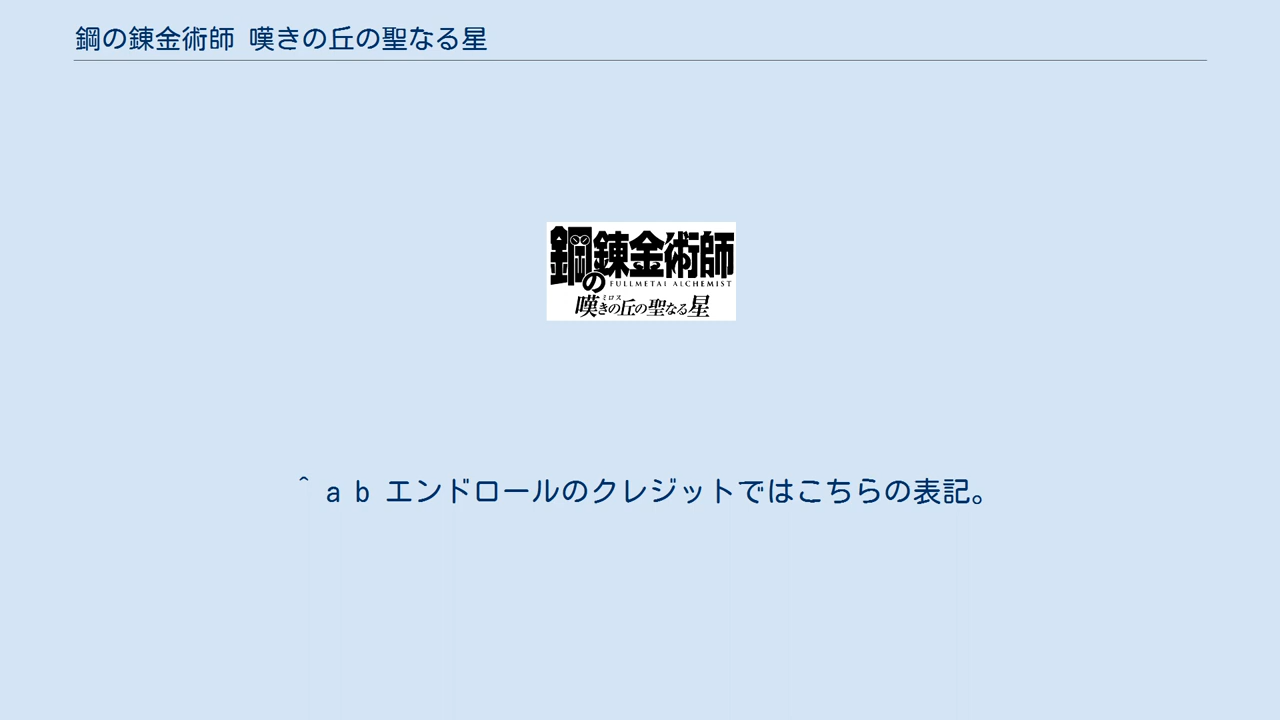 鋼の錬金術師 嘆きの丘の聖なる星
鋼の錬金術師
FULLMETAL ALCHEMIST
ミロス
嘆きの丘の聖なる星
^ a b エンドロールのクレジットではこちらの表記。